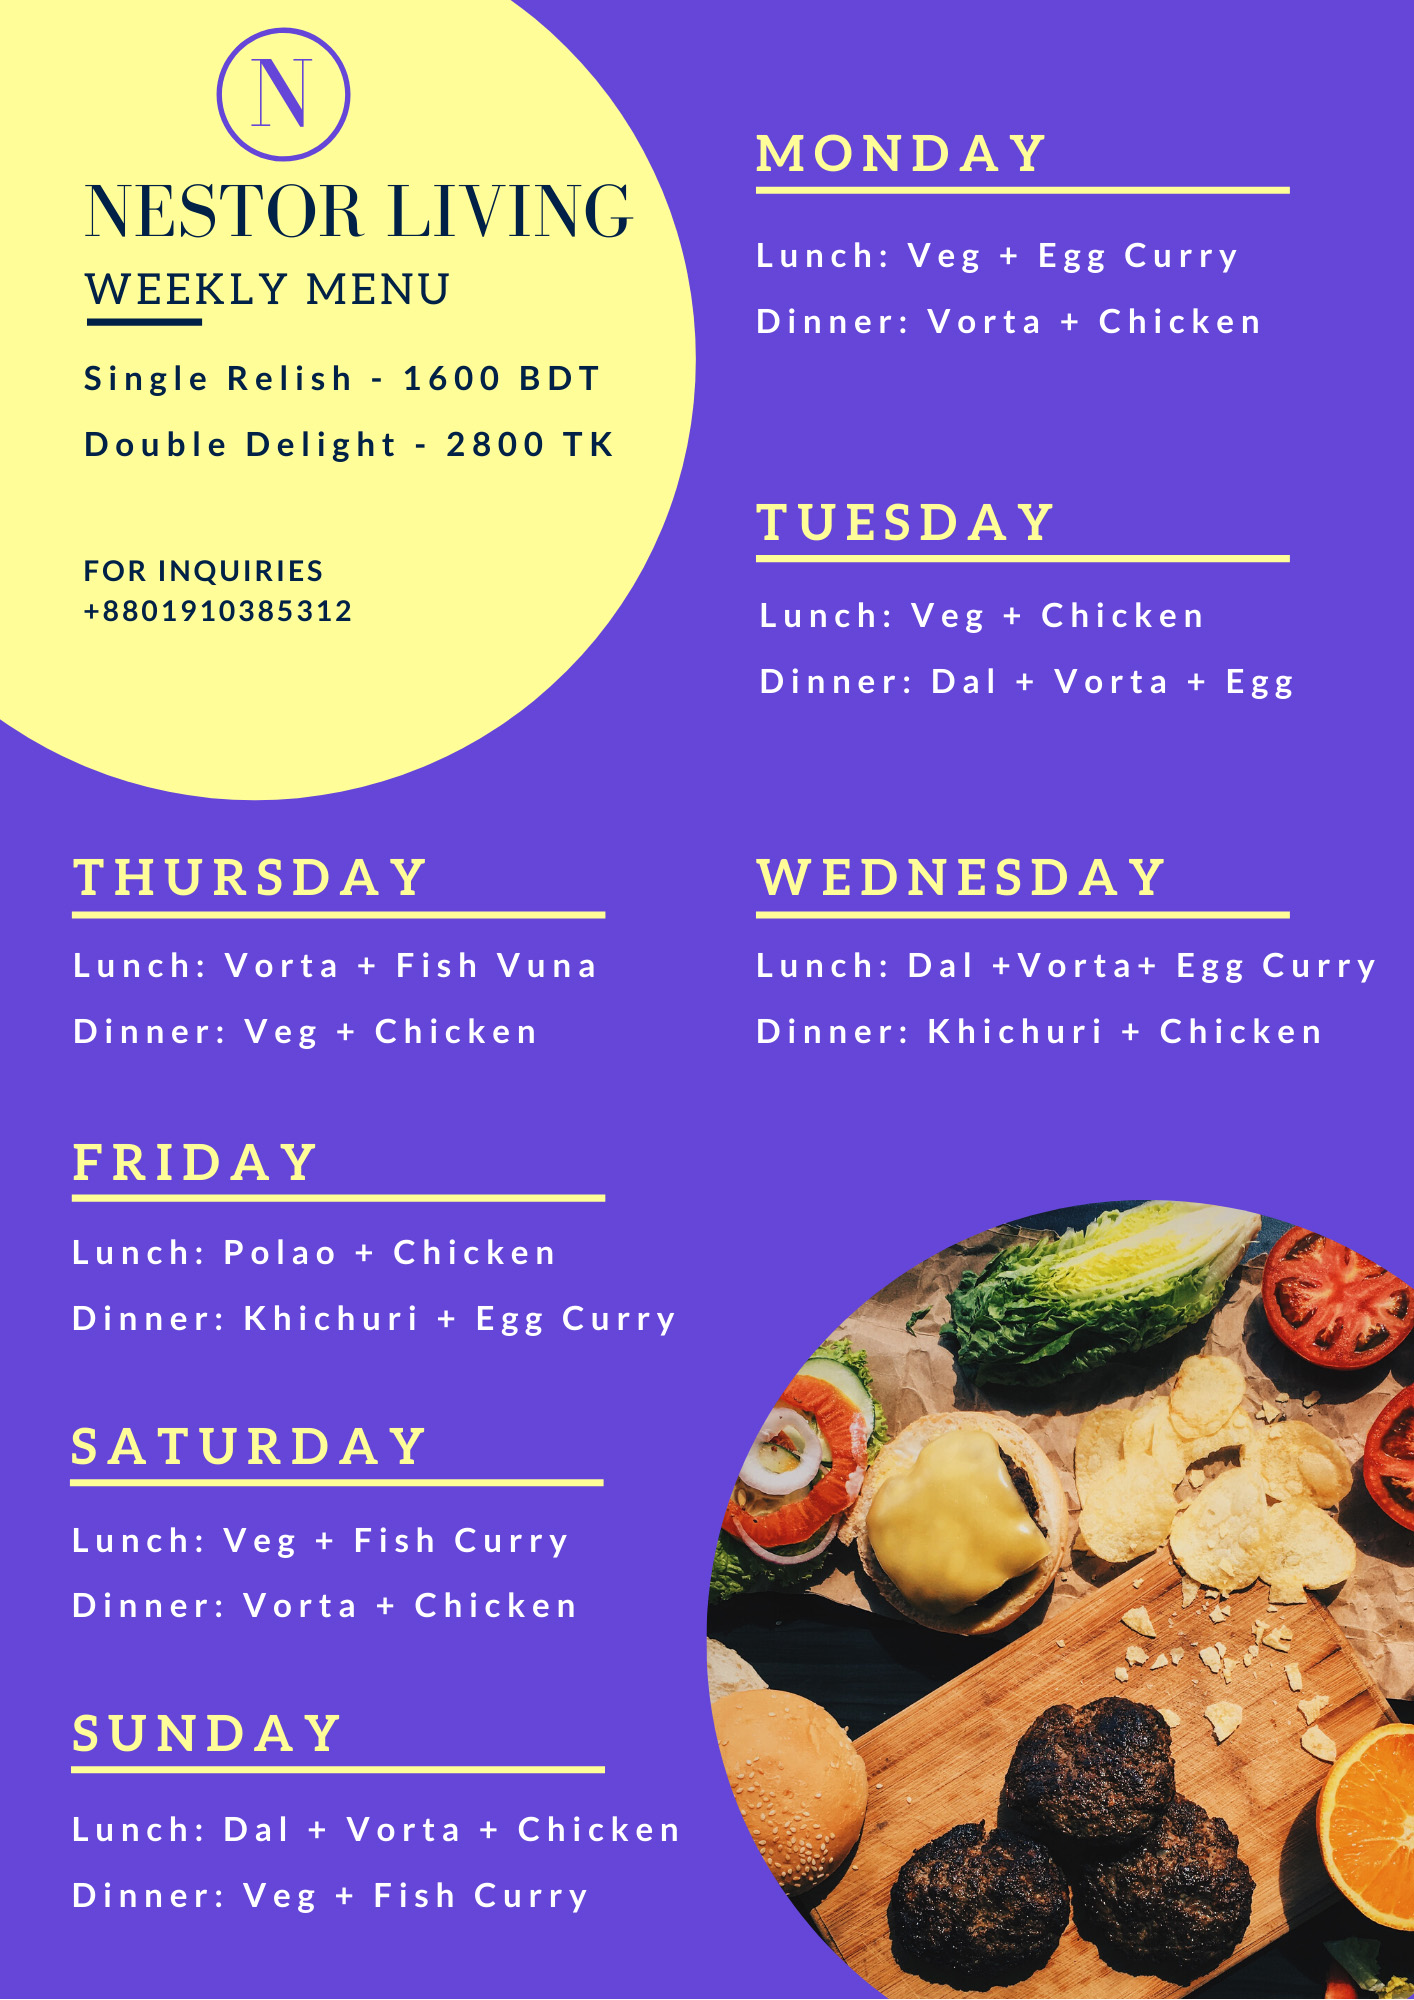 N
NESTOR LIVING
WEEKLY MENU
Single Relish - 1600 BDT
Double Delight - 2800 TK
FOR INQUIRIES
+8801910385312
MONDAY
Lunch: Veg + Egg Curry
Dinner: Vorta + Chicken
TUESDAY
Lunch: Veg + Chicken
Dinner: Dal + Vorta + Egg
WEDNESDAY
Lunch: Dal +Vorta+ Egg Curry
Dinner: Khichuri + Chicken
THURSDAY
Lunch: Vorta + Fish Vuna
Dinner: Veg + Chicken
FRIDAY
Lunch: Polao + Chicken
Dinner: Khichuri + Egg Curry
SATURDAY
Lunch: Veg + Fish Curry
Dinner: Vorta + Chicken
SUNDAY
Lunch: Dal + Vorta + Chicken
Dinner: Veg + Fish Curry